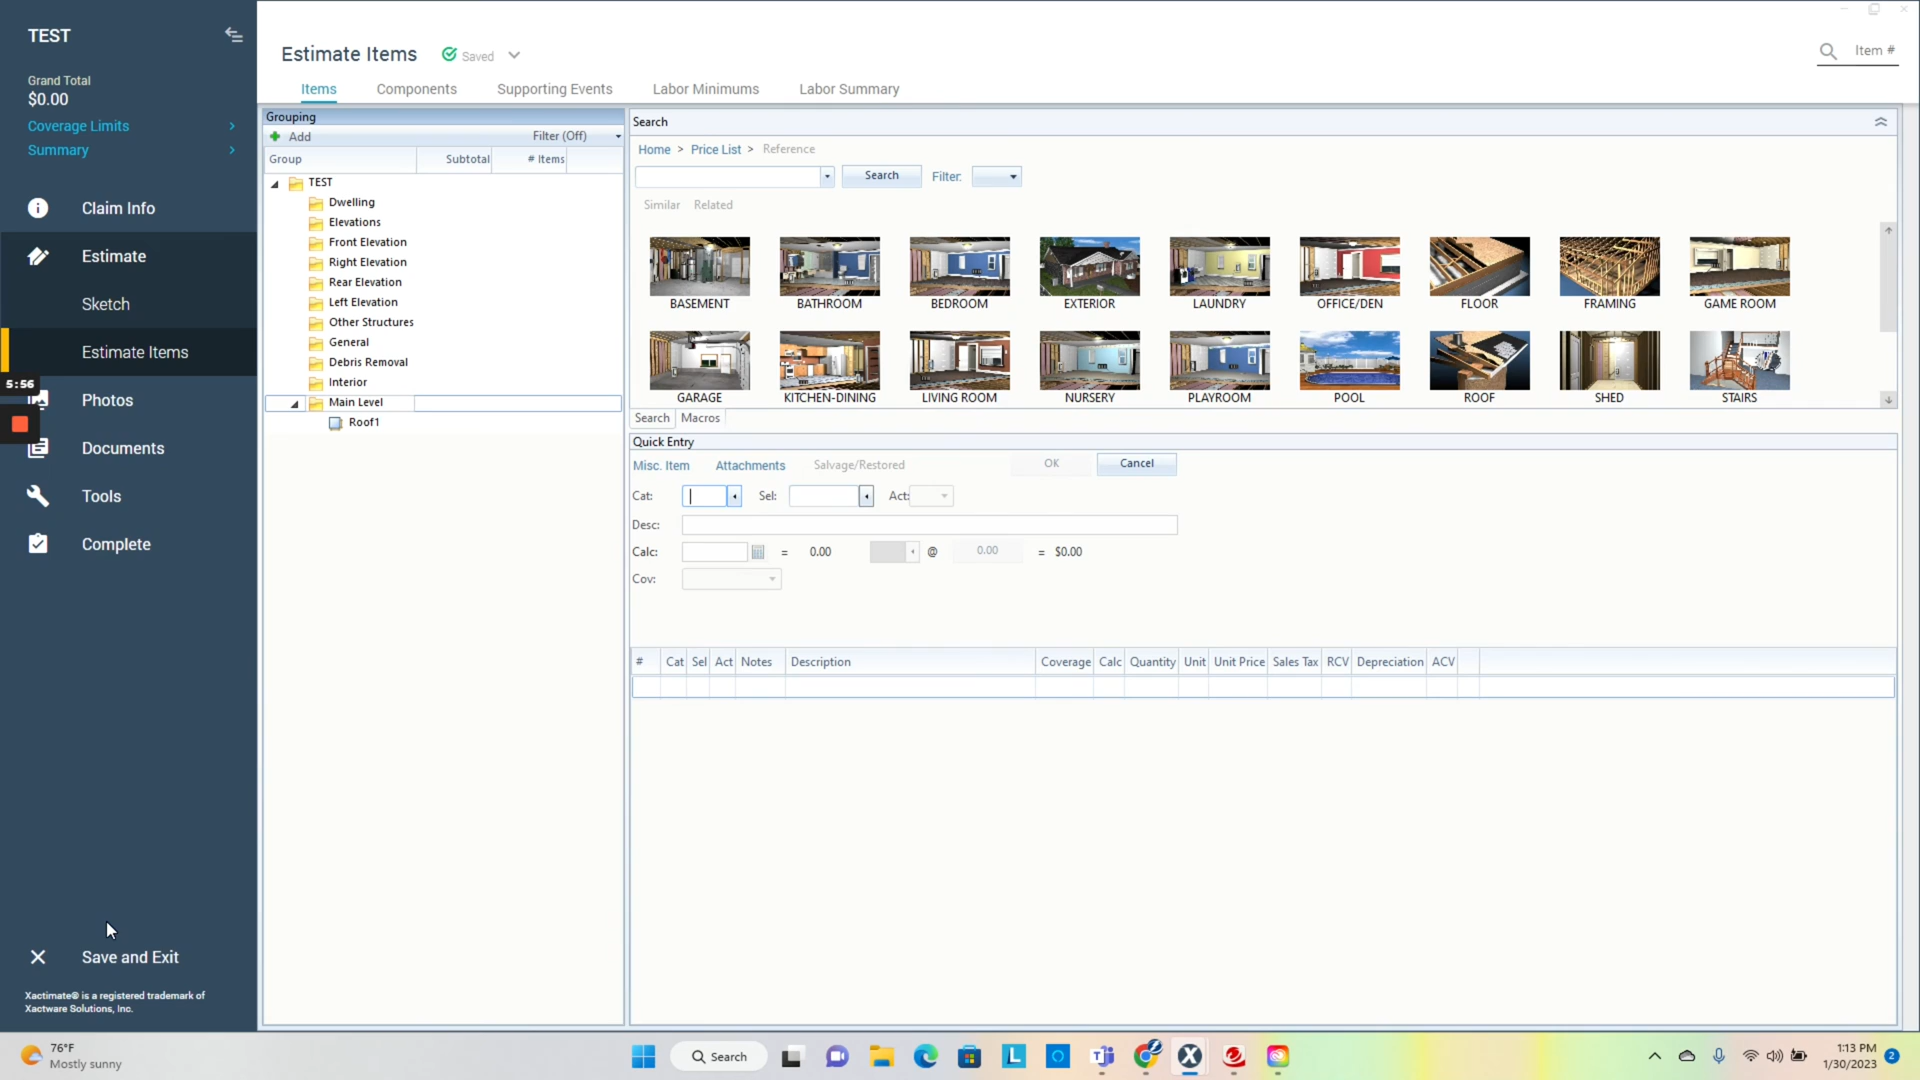 TEST
Grand Total
$0.00
Coverage Limits
Summary
Claim Info
Estimate
Sketch
Estimate Items
5:56
Photos
Documents
Tools
Complete
Save and Exit
Xactimate® is a registered trademark of
Xactware Solutions, Inc.
Estimate Items
Saved
Item #
Items Components Supporting Events Labor Minimums Labor Summary
Grouping
Add Filter (Off)
Group Subtotal # Items
TEST
Dwelling
Elevations
Front Elevation
Right Elevation
Rear Elevation
Left Elevation
Other Structures
General
Debris Removal
Interior
Main Level
Roof1
Search
Home > Price List > Reference
Search Filter:
Similar Related
BASEMENT BATHROOM BEDROOM EXTERIOR LAUNDRY OFFICE/DEN FLOOR FRAMING GAME ROOM
GARAGE KITCHEN-DINING LIVING ROOM NURSERY PLAYROOM POOL ROOF SHED STAIRS
Search Macros
Quick Entry
Misc. Item Attachments Salvage/Restored OK Cancel
Cat: Sel: Act:
Desc:
Calc: = 0.00 @ 0.00 = $0.00
Cov:
# Cat Sel Act Notes Description Coverage Calc Quantity Unit Unit Price Sales Tax RCV Depreciation ACV
76°F
Mostly sunny
Search
1:13 PM
1/30/2023
2